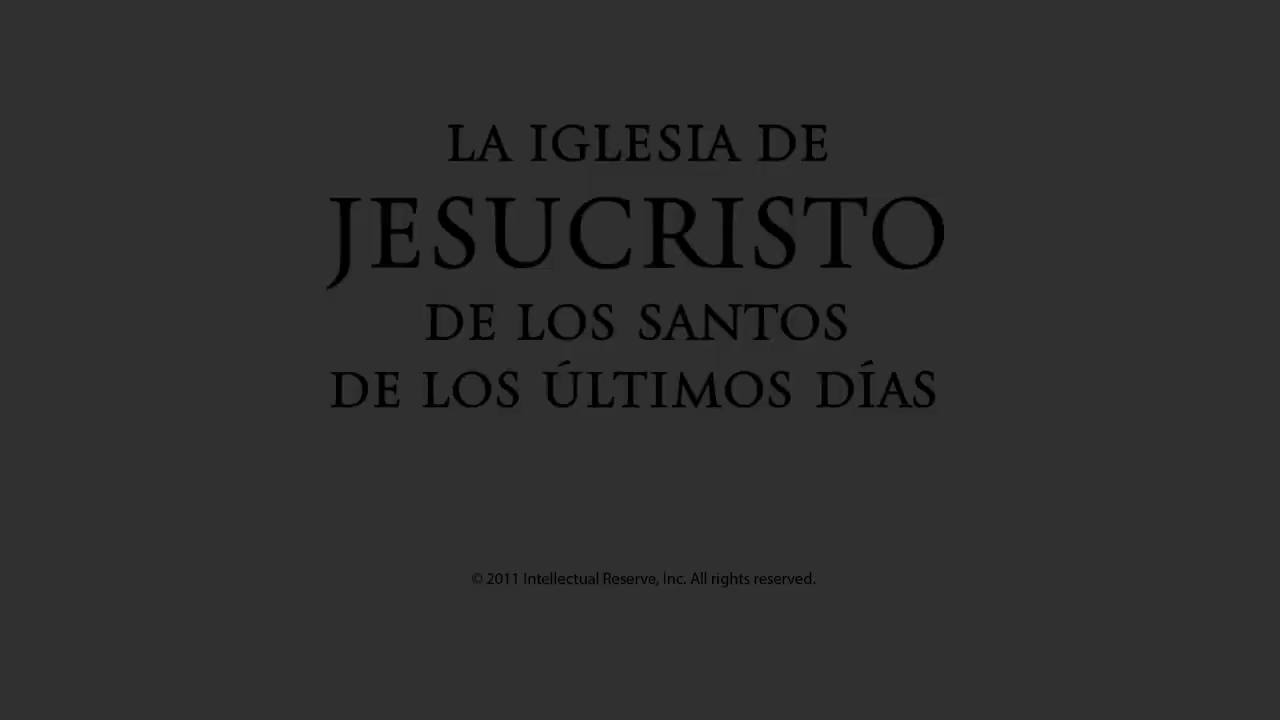 LA IGLESIA DE
JESUCRISTO
DE LOS SANTOS
DE LOS ÚLTIMOS DÍAS
© 2011 Intellectual Reserve, Inc. All rights reserved.